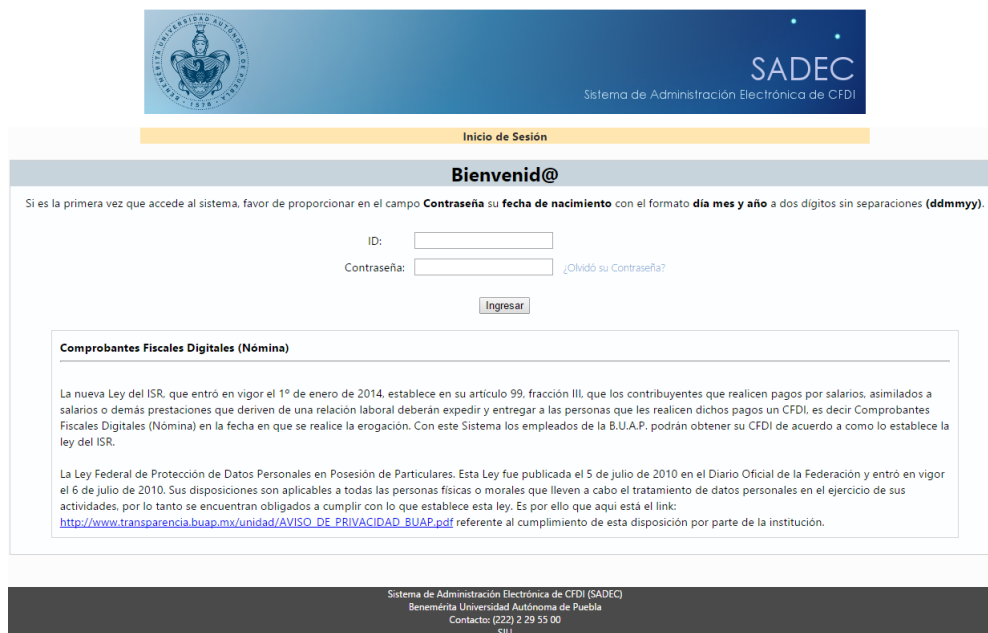 BENEMÉRITA UNIVERSIDAD AUTÓNOMA DE PUEBLA
· 1578 ·
SADEC
Sistema de Administración Electrónica de CFDI
Inicio de Sesión
Bienvenid@
Si es la primera vez que accede al sistema, favor de proporcionar en el campo Contraseña su fecha de nacimiento con el formato día mes y año a dos dígitos sin separaciones (ddmmyy).
ID:
Contraseña: ¿Olvidó su Contraseña?
Ingresar
Comprobantes Fiscales Digitales (Nómina)
La nueva Ley del ISR, que entró en vigor el 1º de enero de 2014, establece en su artículo 99, fracción III, que los contribuyentes que realicen pagos por salarios, asimilados a
salarios o demás prestaciones que deriven de una relación laboral deberán expedir y entregar a las personas que les realicen dichos pagos un CFDI, es decir Comprobantes
Fiscales Digitales (Nómina) en la fecha en que se realice la erogación. Con este Sistema los empleados de la B.U.A.P. podrán obtener su CFDI de acuerdo a como lo establece la
ley del ISR.
La Ley Federal de Protección de Datos Personales en Posesión de Particulares. Esta Ley fue publicada el 5 de julio de 2010 en el Diario Oficial de la Federación y entró en vigor
el 6 de julio de 2010. Sus disposiciones son aplicables a todas las personas físicas o morales que lleven a cabo el tratamiento de datos personales en el ejercicio de sus
actividades, por lo tanto se encuentran obligados a cumplir con lo que establece esta ley. Es por ello que aqui está el link:
http://www.transparencia.buap.mx/unidad/AVISO_DE_PRIVACIDAD_BUAP.pdf referente al cumplimiento de esta disposición por parte de la institución.
Sistema de Administración Electrónica de CFDI (SADEC)
Benemérita Universidad Autónoma de Puebla
Contacto: (222) 2 29 55 00
SIU